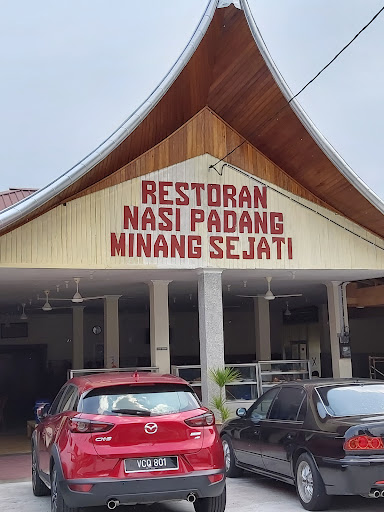 RESTORAN
NASI PADANG
MINANG SEJATI
CX-3
VCQ 801